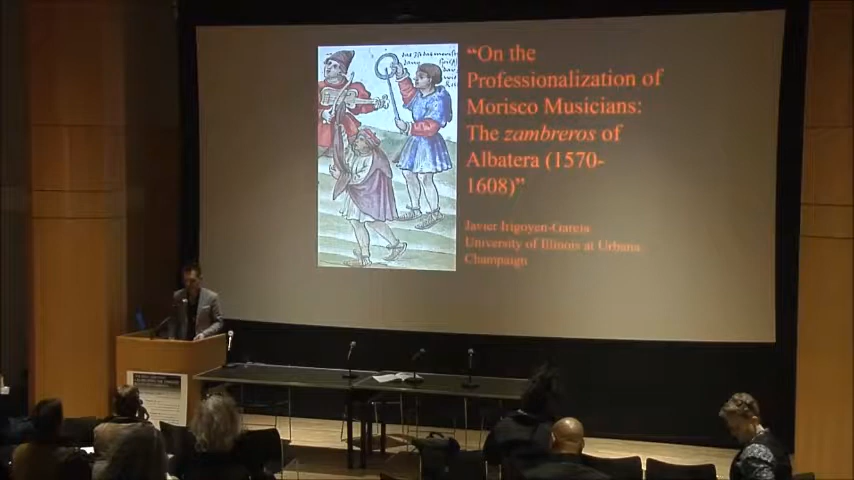 “On the
Professionalization of
Morisco Musicians:
The zambreros of
Albatera (1570-
1608)”
Javier Irigoyen-García
University of Illinois at Urbana
Champaign